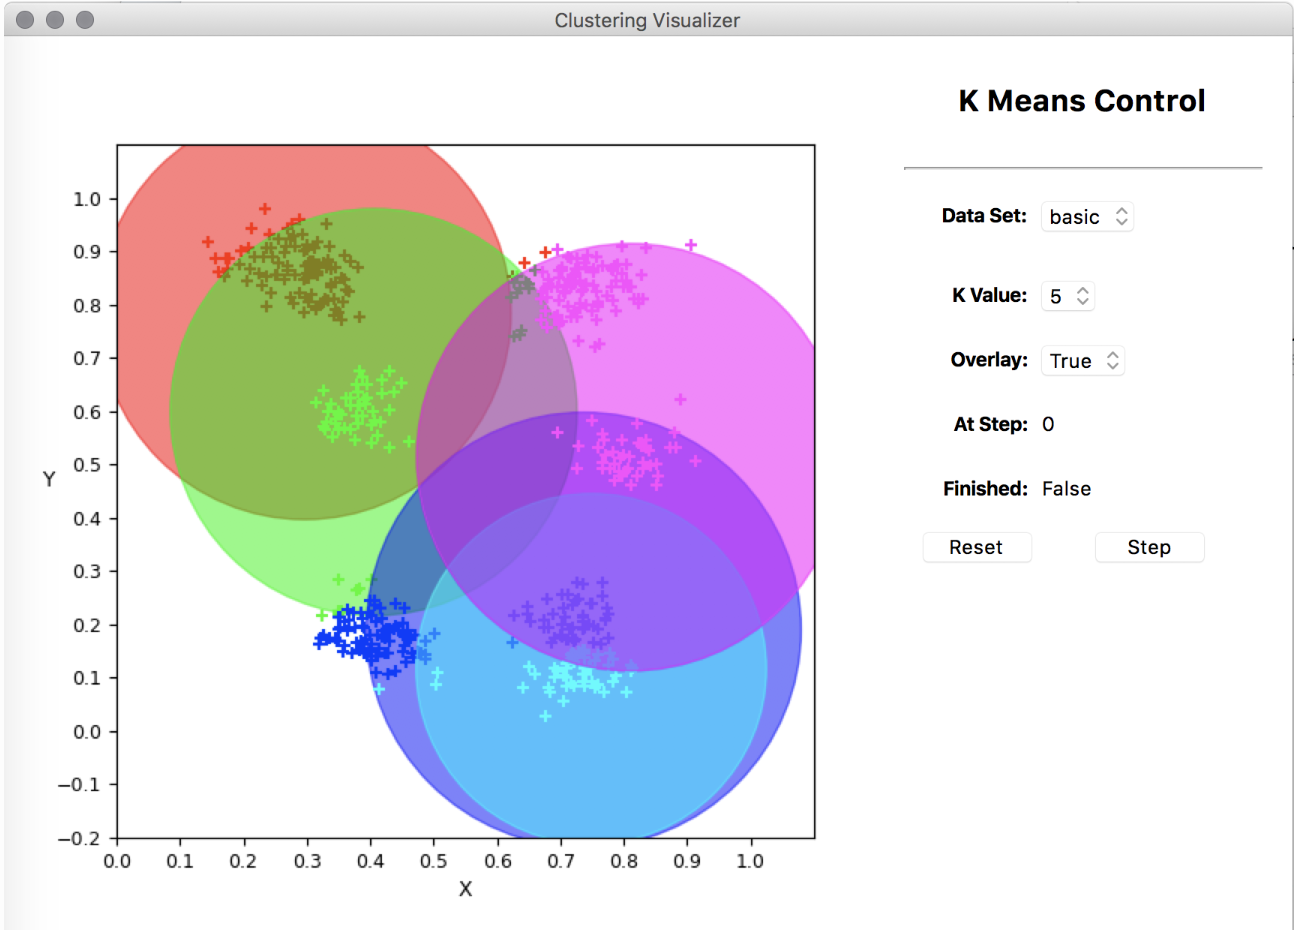 Clustering Visualizer
K Means Control
Data Set: basic
K Value: 5
Overlay: True
At Step: 0
Finished: False
Reset Step
1.0
0.9
0.8
0.7
0.6
0.5
0.4
0.3
0.2
0.1
0.0
−0.1
−0.2
Y
0.0 0.1 0.2 0.3 0.4 0.5 0.6 0.7 0.8 0.9 1.0
X